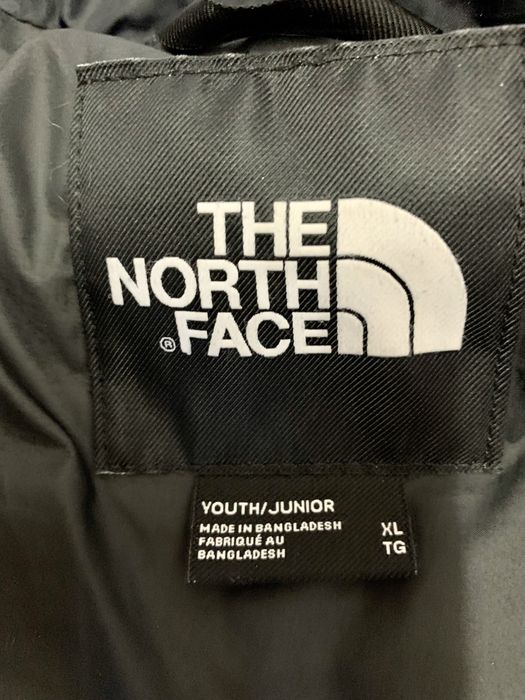 THE
NORTH
FACE
®
YOUTH/JUNIOR
MADE IN BANGLADESH
FABRIQUÉ AU
BANGLADESH
XL
TG